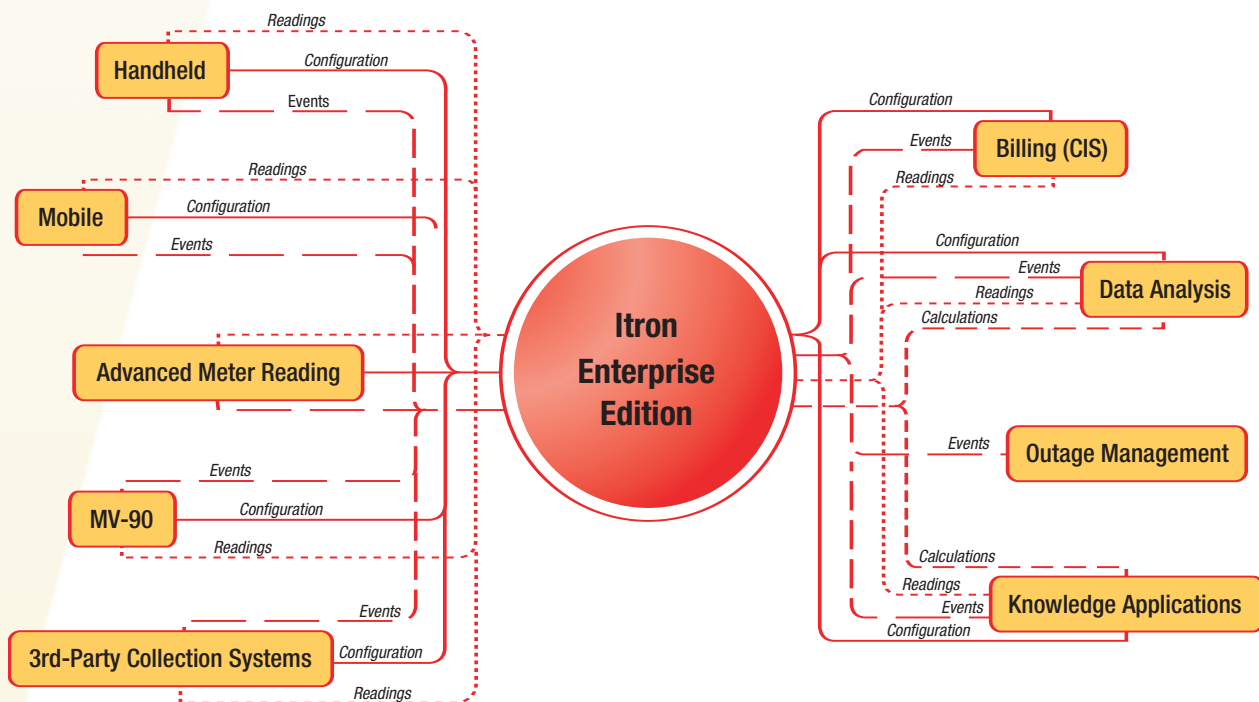 Readings
Handheld
Configuration
Events
Readings
Mobile
Configuration
Events
Advanced Meter Reading
Events
MV-90
Configuration
Readings
Events
3rd-Party Collection Systems
Configuration
Readings
Itron
Enterprise
Edition
Configuration
Events
Billing (CIS)
Readings
Configuration
Events
Data Analysis
Readings
Calculations
Events
Outage Management
Calculations
Readings
Knowledge Applications
Events
Configuration